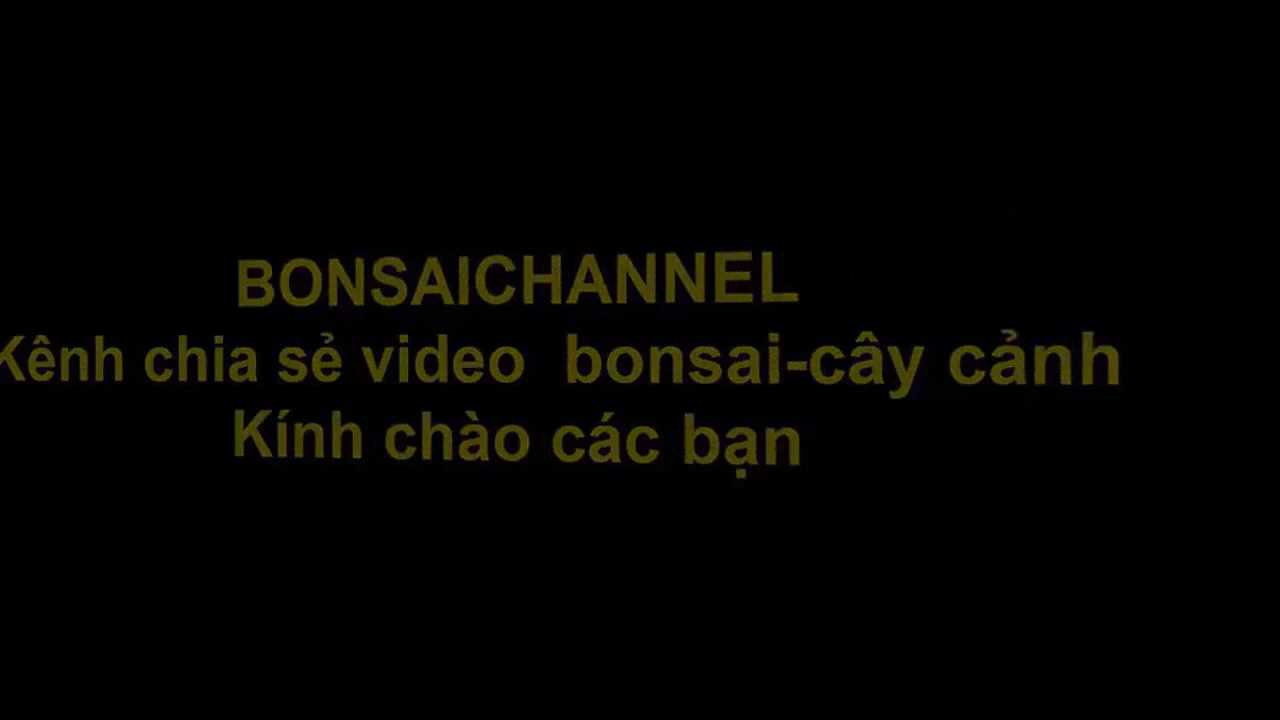 BONSAICHANNEL
Kênh chia sẻ video bonsai-cây cảnh
Kính chào các bạn